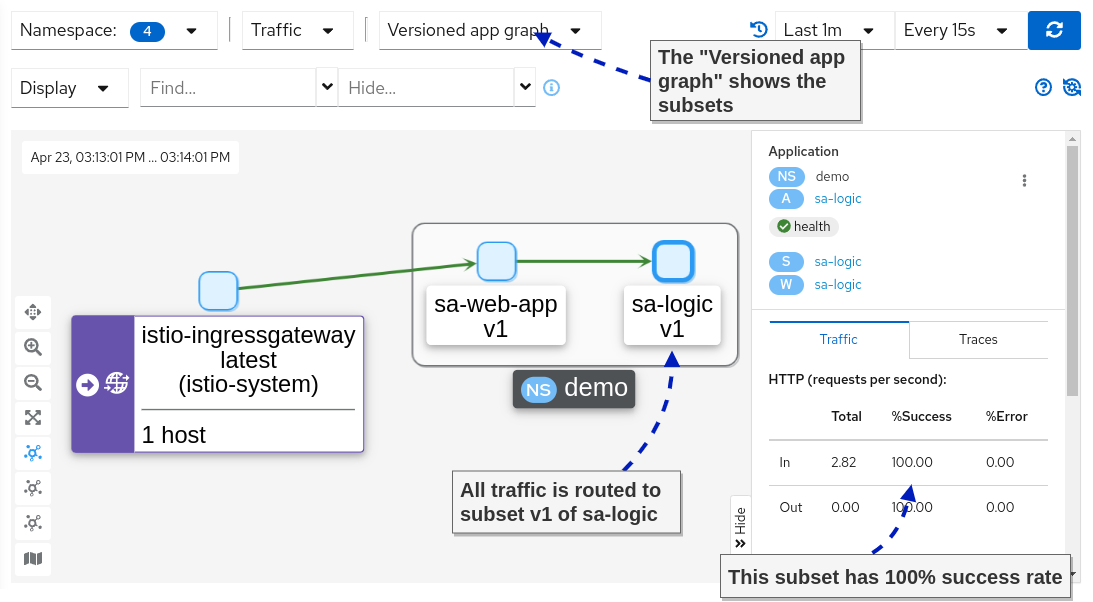 Namespace: 4
Traffic
Versioned app graph
Last 1m
Every 15s
The "Versioned app
graph" shows the
subsets
Display
Find...
Hide...
Apr 23, 03:13:01 PM ... 03:14:01 PM
istio-ingressgateway
latest
(istio-system)
1 host
sa-web-app
v1
sa-logic
v1
NS demo
All traffic is routed to
subset v1 of sa-logic
Hide
Application
NS demo
A sa-logic
health
S sa-logic
W sa-logic
Traffic Traces
HTTP (requests per second):
Total %Success %Error
In 2.82 100.00 0.00
Out 0.00 100.00 0.00
This subset has 100% success rate